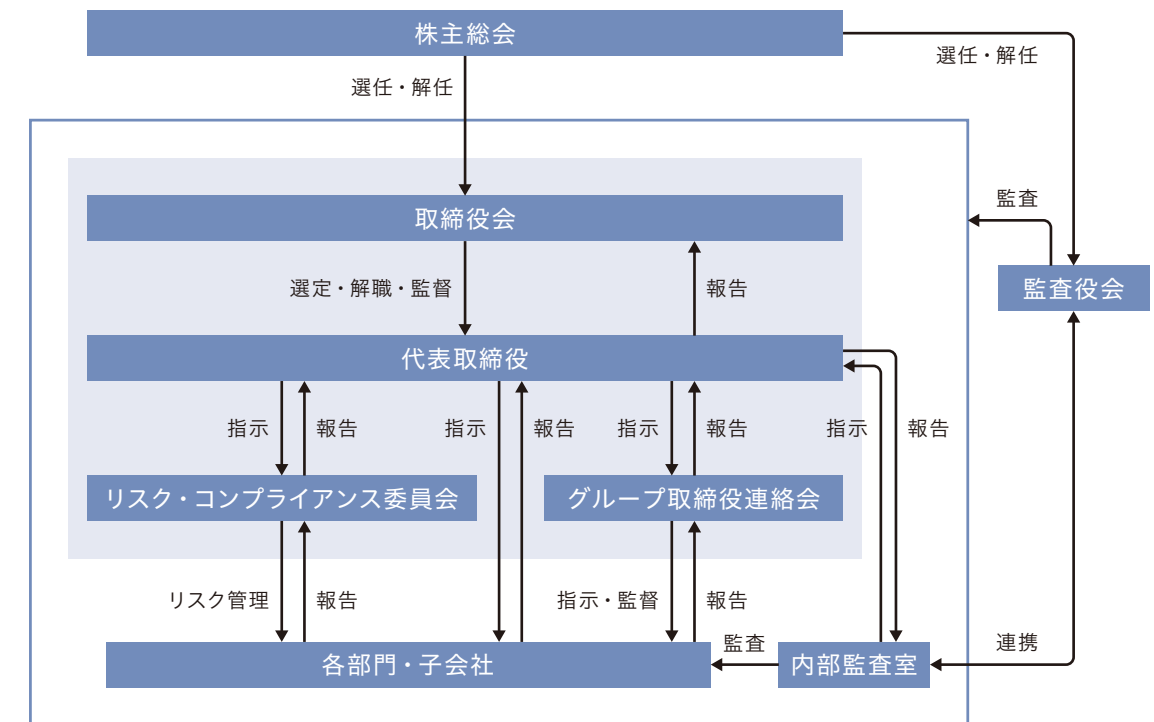 株主総会
選任・解任
選任・解任
取締役会
監査
選定・解職・監督
報告
監査役会
代表取締役
指示
報告
指示
報告
指示
報告
指示
報告
リスク・コンプライアンス委員会
グループ取締役連絡会
リスク管理
報告
指示・監督
報告
各部門・子会社
監査
内部監査室
連携